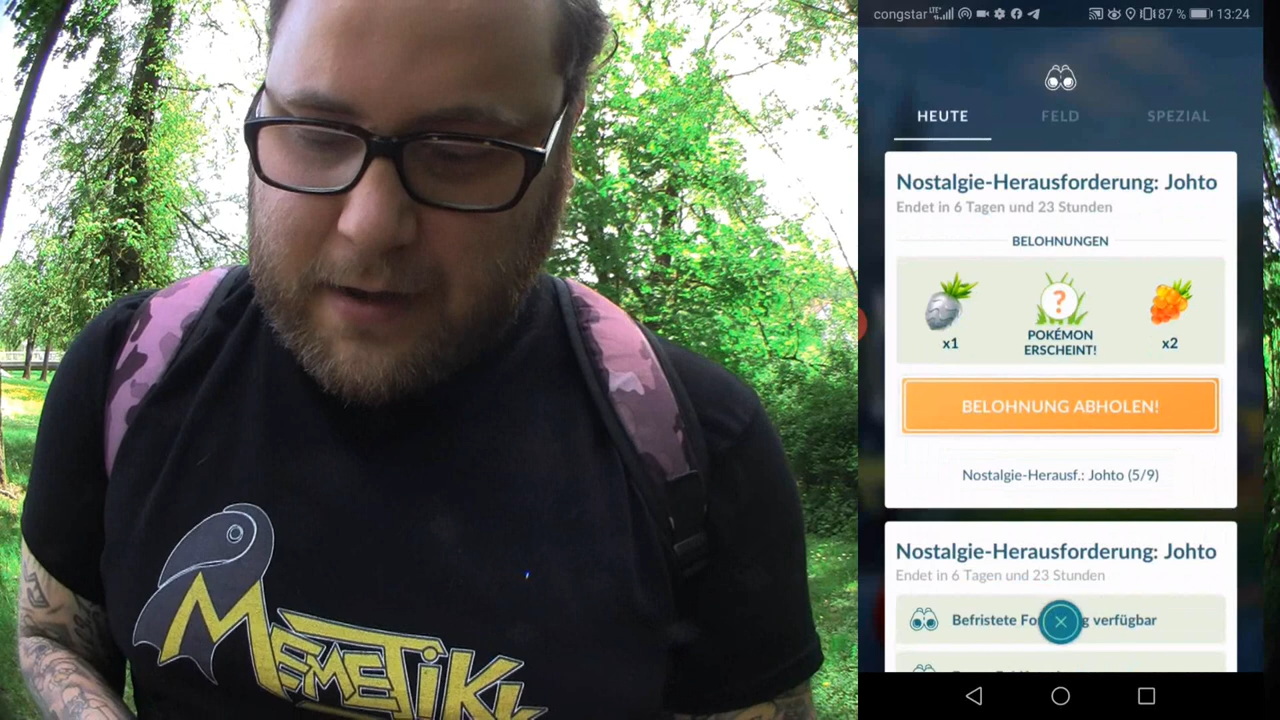 MEMETIK
congstar LTE 87 % 13:24
HEUTE FELD SPEZIAL
Nostalgie-Herausforderung: Johto
Endet in 6 Tagen und 23 Stunden
BELOHNUNGEN
?
POKÉMON
ERSCHEINT!
x1 x2
BELOHNUNG ABHOLEN!
Nostalgie-Herausf.: Johto (5/9)
Nostalgie-Herausforderung: Johto
Endet in 6 Tagen und 23 Stunden
Befristete verfügbar